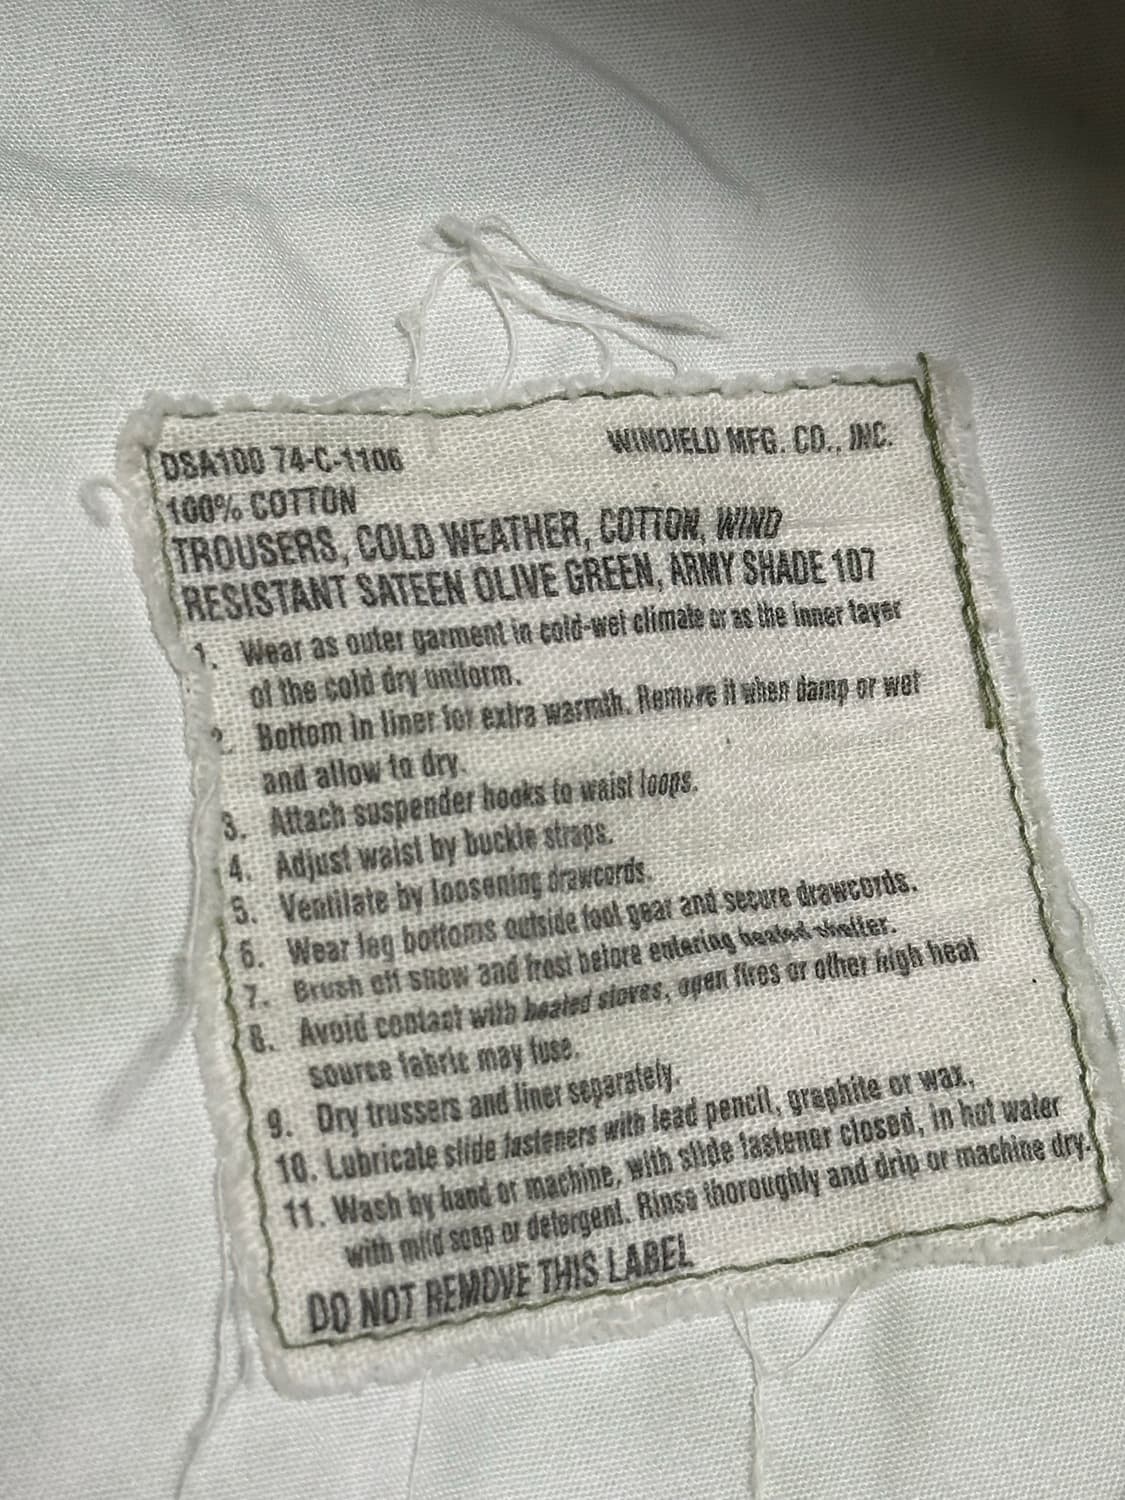 DSA100 74-C-1106
WINDIELD MFG. CO., INC.
100% COTTON
TROUSERS, COLD WEATHER, COTTON, WIND
RESISTANT SATEEN OLIVE GREEN, ARMY SHADE 107
1. Wear as outer garment in cold-wet climate or as the inner layer
of the cold dry uniform.
2. Bottom in liner for extra warmth. Remove it when damp or wet
and allow to dry.
3. Attach suspender hooks to waist loops.
4. Adjust waist by buckle straps.
5. Ventilate by loosening drawcords.
6. Wear leg bottoms outside foot gear and secure drawcords.
7. Brush off snow and frost before entering heated shelter.
8. Avoid contact with heated stoves, open fires or other high heat
source fabric may fuse.
9. Dry trussers and liner separately.
10. Lubricate slide fasteners with lead pencil, graphite or wax,
11. Wash by hand or machine, with slide fastener closed, in hot water
with mild soap or detergent. Rinse thoroughly and drip or machine dry.
DO NOT REMOVE THIS LABEL